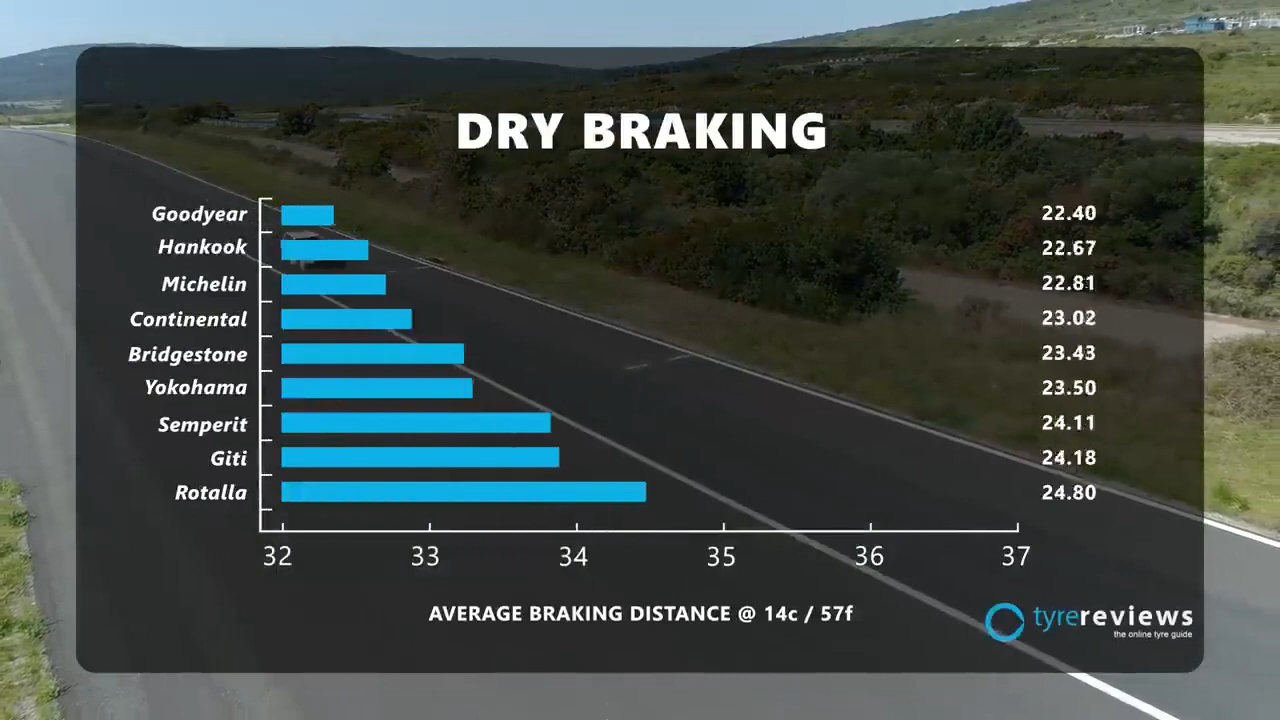 DRY BRAKING
Goodyear 22.40
Hankook 22.67
Michelin 22.81
Continental 23.02
Bridgestone 23.43
Yokohama 23.50
Semperit 24.11
Giti 24.18
Rotalla 24.80
32 33 34 35 36 37
AVERAGE BRAKING DISTANCE @ 14c / 57f
tyrereviews
the online tyre guide